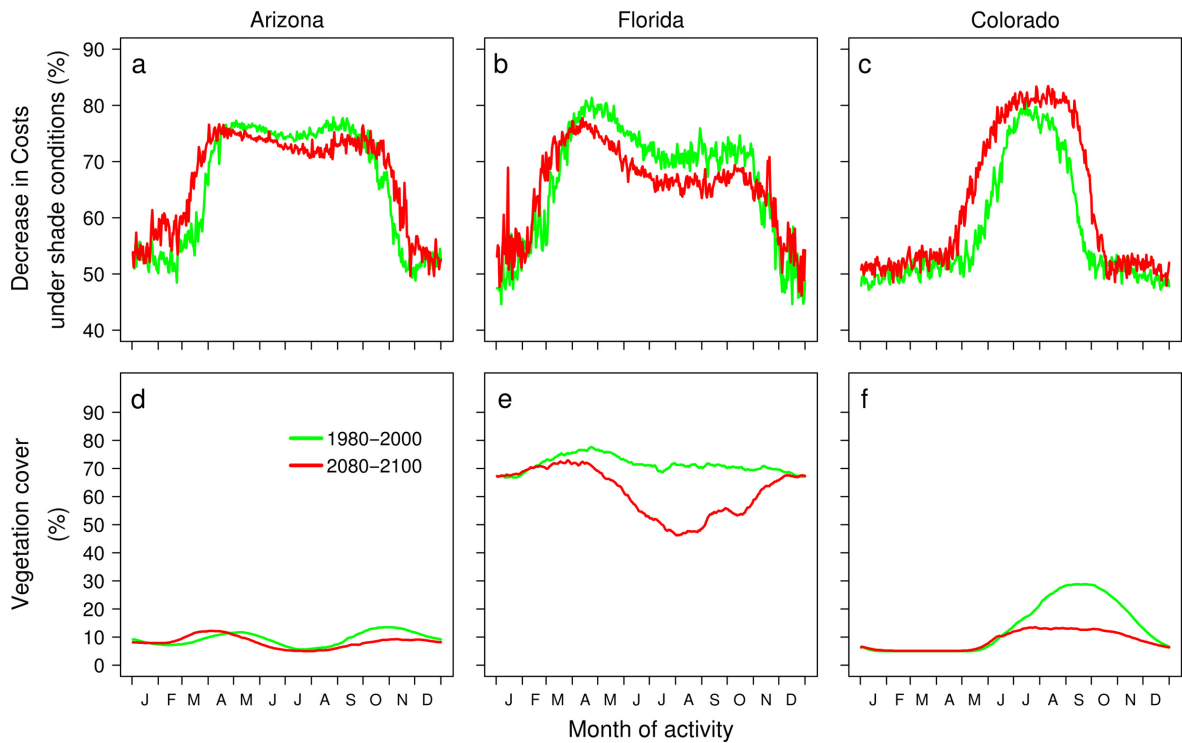 Arizona
Florida
Colorado
Decrease in Costs
under shade conditions (%)
90
80
70
60
50
40
a
b
c
Vegetation cover
(%)
90
80
70
60
50
40
30
20
10
0
d
1980−2000
2080−2100
e
f
J F M A M J J A S O N D
J F M A M J J A S O N D
J F M A M J J A S O N D
Month of activity